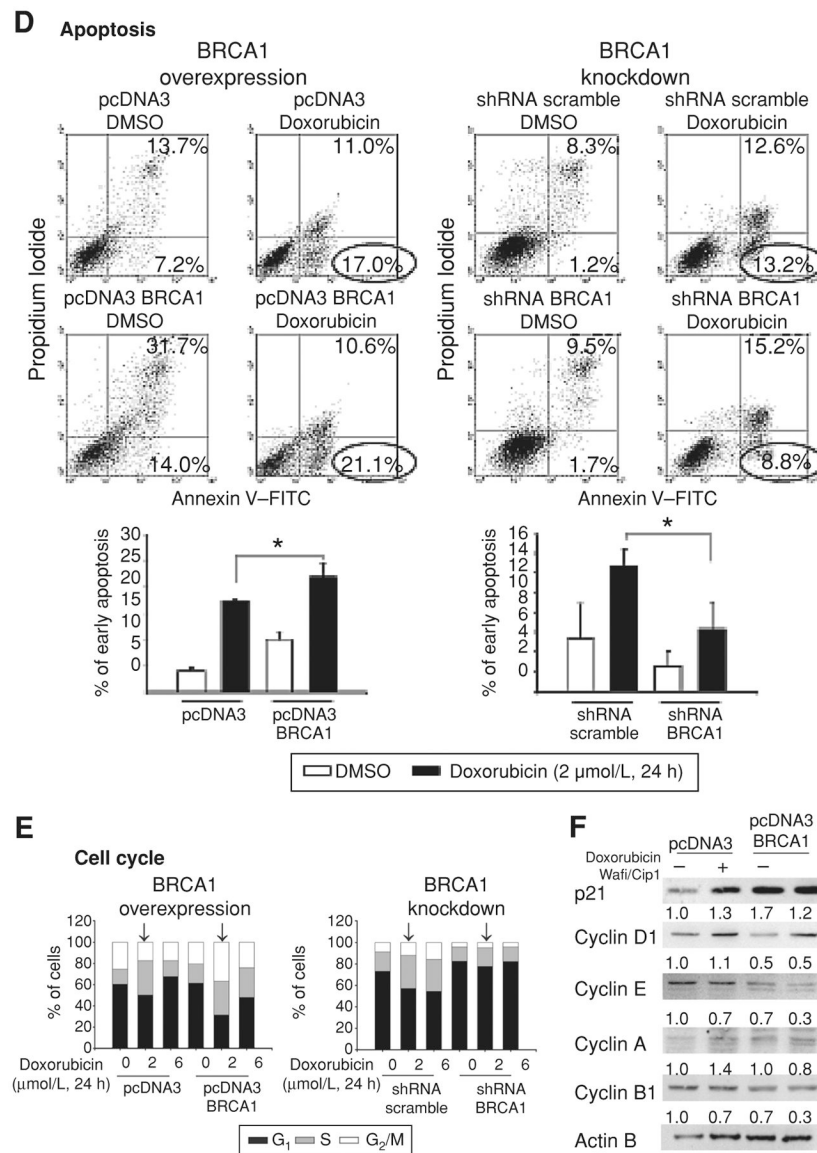 D Apoptosis
BRCA1
overexpression
BRCA1
knockdown
pcDNA3
DMSO
pcDNA3
Doxorubicin
shRNA scramble
DMSO
shRNA scramble
Doxorubicin
13.7%
11.0%
8.3%
12.6%
Propidium Iodide
Propidium Iodide
7.2%
17.0%
1.2%
13.2%
pcDNA3 BRCA1
DMSO
pcDNA3 BRCA1
Doxorubicin
shRNA BRCA1
DMSO
shRNA BRCA1
Doxorubicin
31.7%
10.6%
9.5%
15.2%
14.0%
21.1%
1.7%
8.8%
Annexin V–FITC
Annexin V–FITC
% of early apoptosis
30
25
20
15
10
5
0
*
pcDNA3
pcDNA3
BRCA1
% of early apoptosis
16
14
12
10
8
6
4
2
0
*
shRNA
scramble
shRNA
BRCA1
DMSO Doxorubicin (2 µmol/L, 24 h)
E Cell cycle
BRCA1
overexpression
% of cells
120
100
80
60
40
20
0
Doxorubicin 0 2 6 0 2 6
(µmol/L, 24 h)
pcDNA3
pcDNA3
BRCA1
BRCA1
knockdown
% of cells
120
100
80
60
40
20
0
Doxorubicin 0 2 6 0 2 6
(µmol/L, 24 h)
shRNA
scramble
shRNA
BRCA1
G1 S G2/M
F
pcDNA3
pcDNA3
BRCA1
Doxorubicin − + − +
Wafi/Cip1
p21
1.0 1.3 1.7 1.2
Cyclin D1
1.0 1.1 0.5 0.5
Cyclin E
1.0 0.7 0.7 0.3
Cyclin A
1.0 1.4 1.0 0.8
Cyclin B1
1.0 0.7 0.7 0.3
Actin B